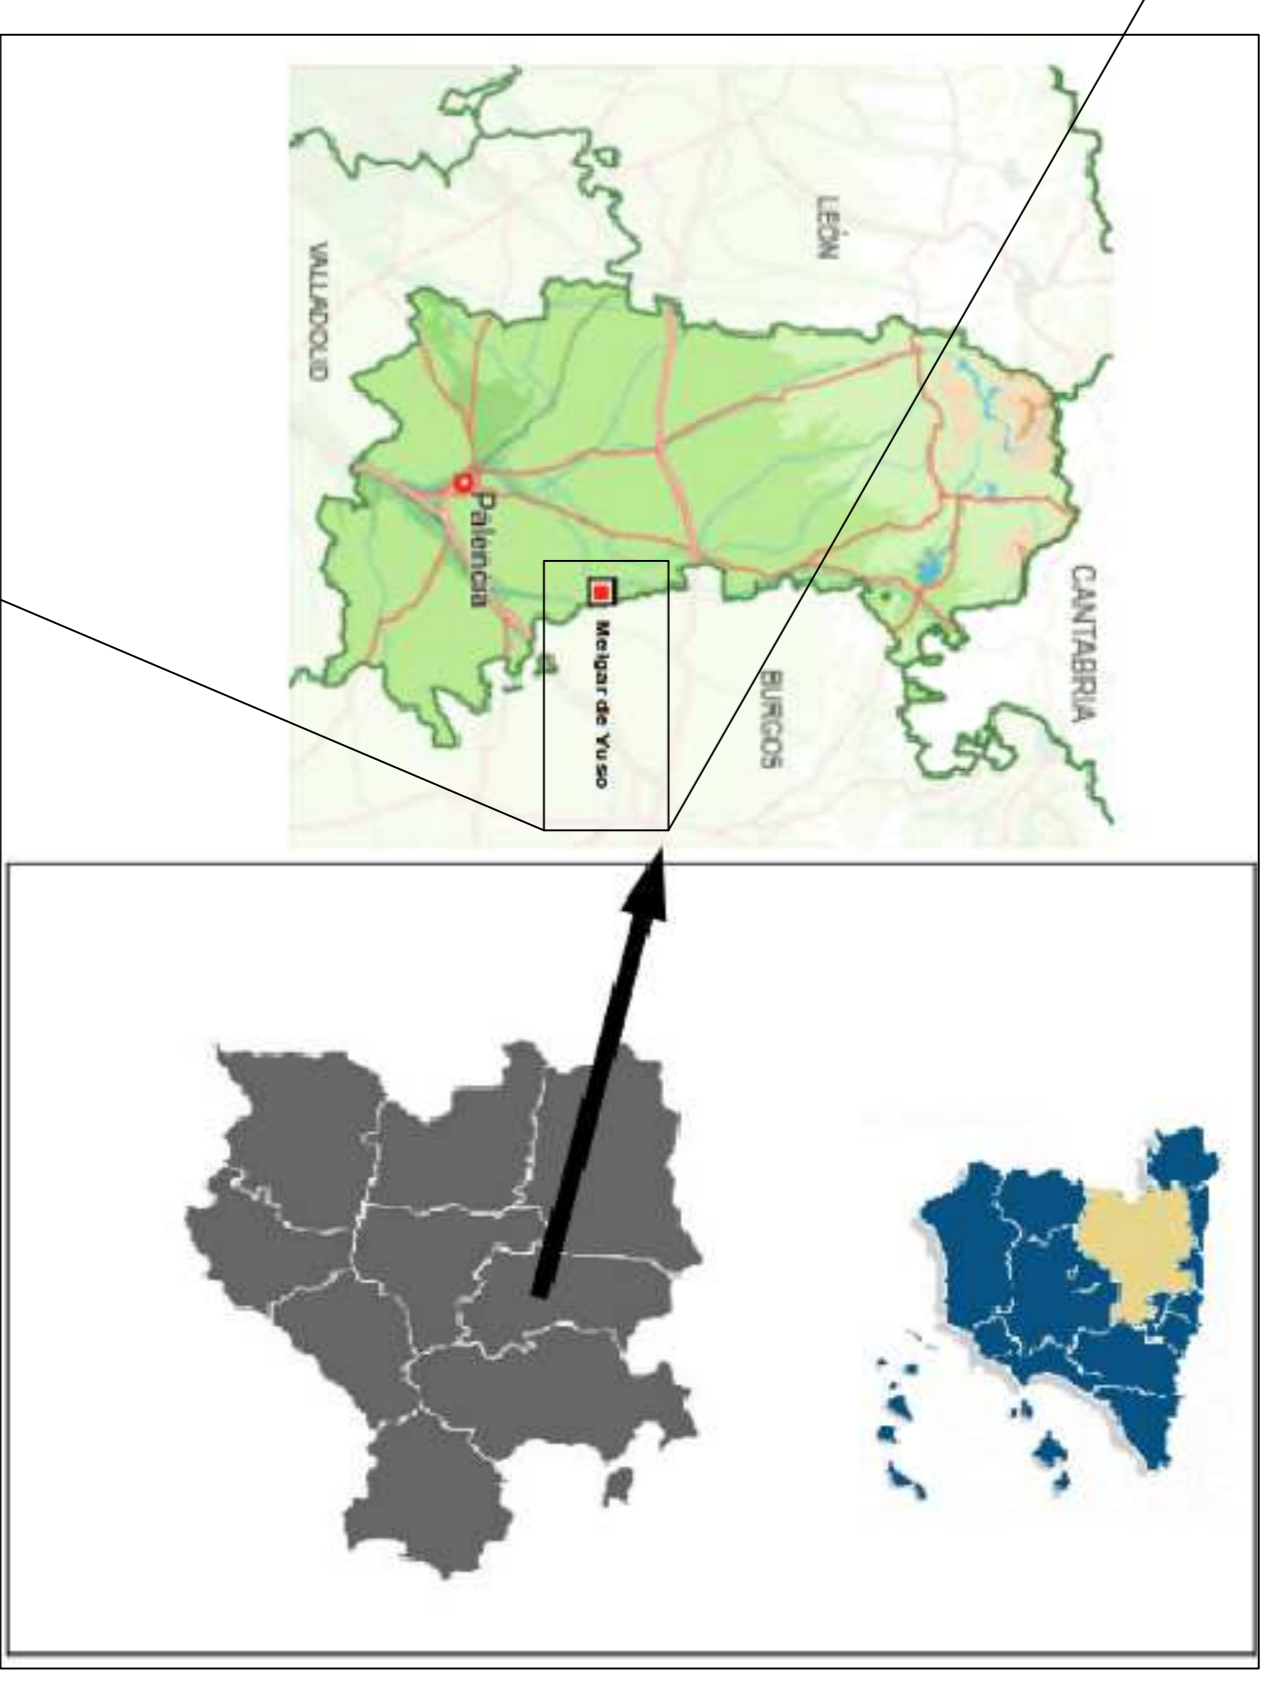 LEÓN
CANTABRIA
VALLADOLID
Palencia
Melgar de Yuso
BURGOS